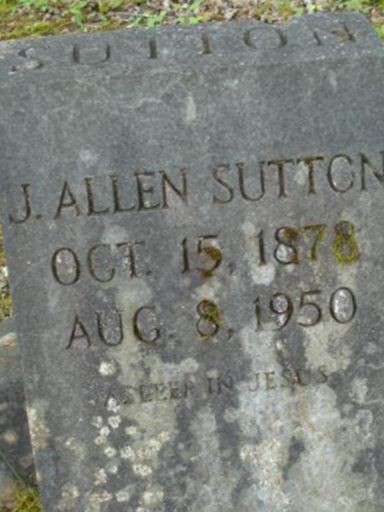 SUTTON
J. ALLEN SUTTON
OCT. 15, 1878
AUG. 8, 1950
ASLEEP IN JESUS